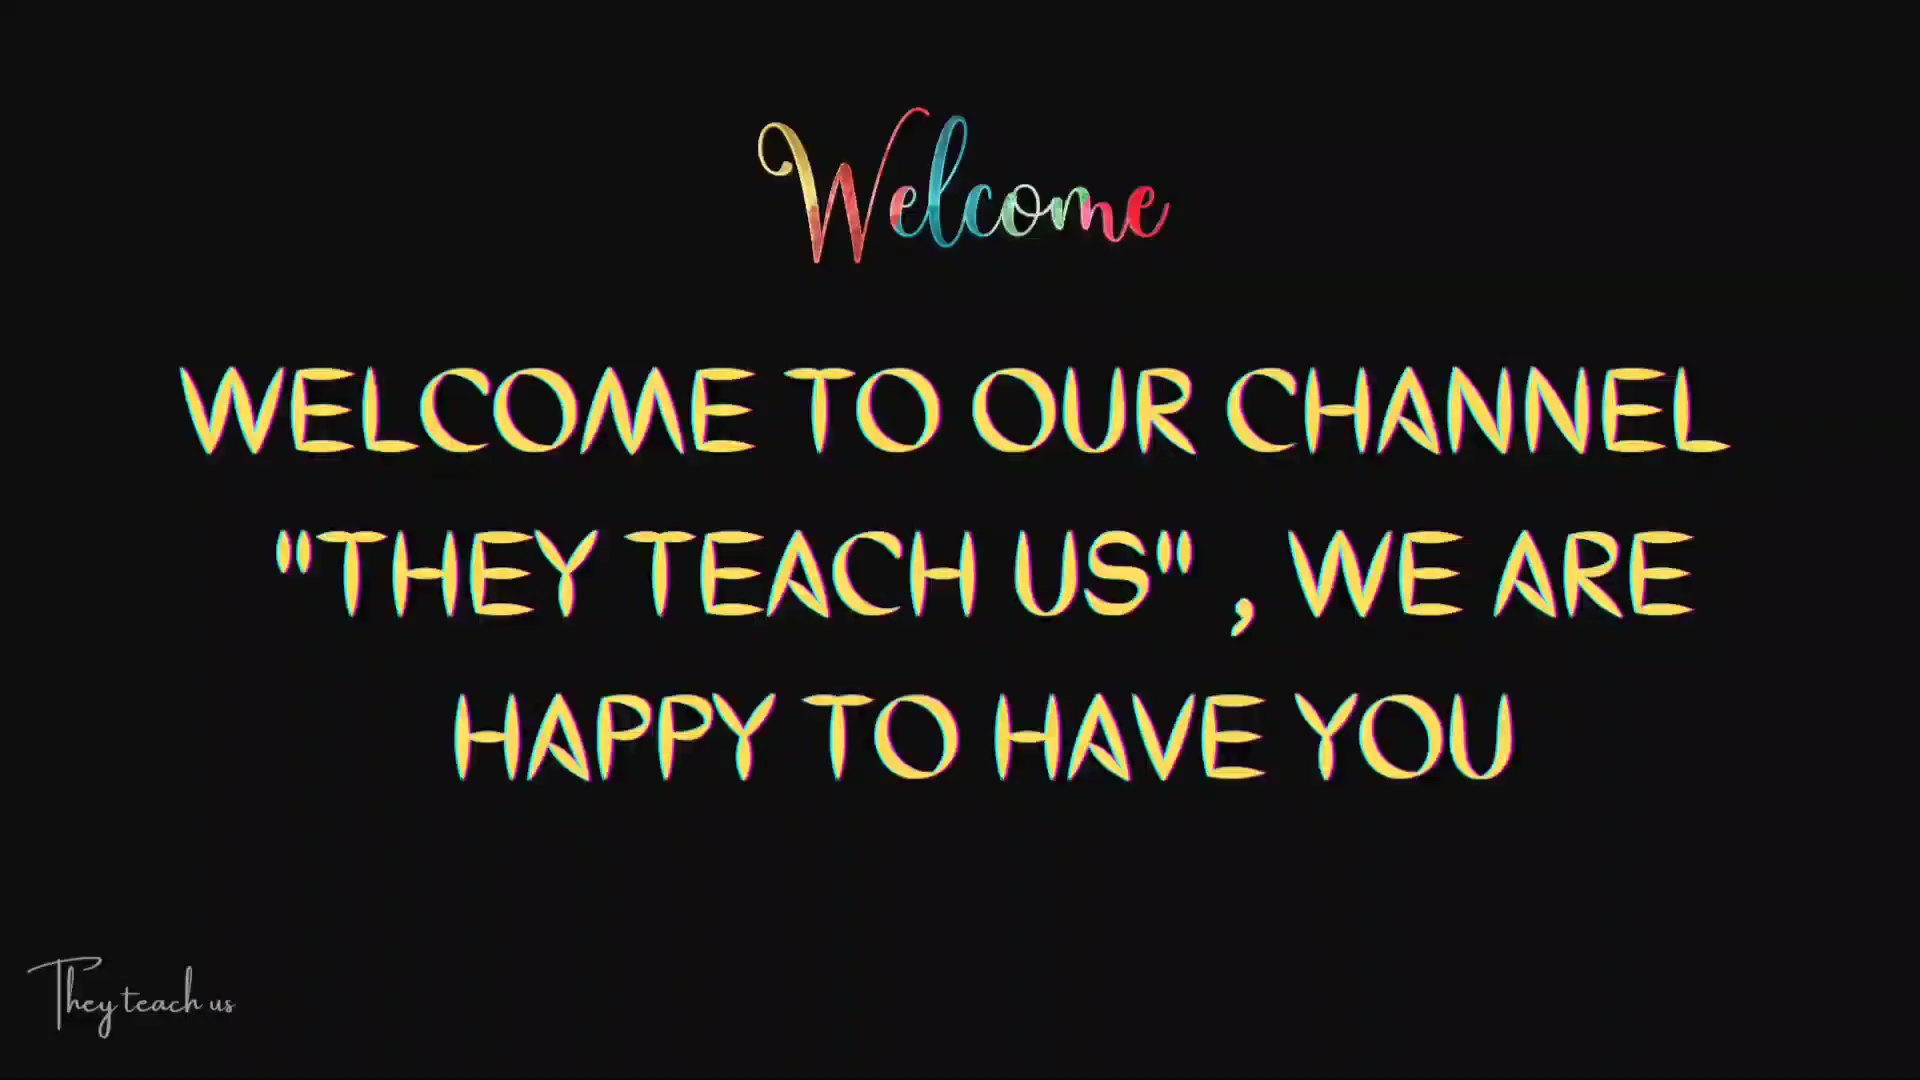 Welcome
WELCOME TO OUR CHANNEL
"THEY TEACH US" , WE ARE
HAPPY TO HAVE YOU
They teach us